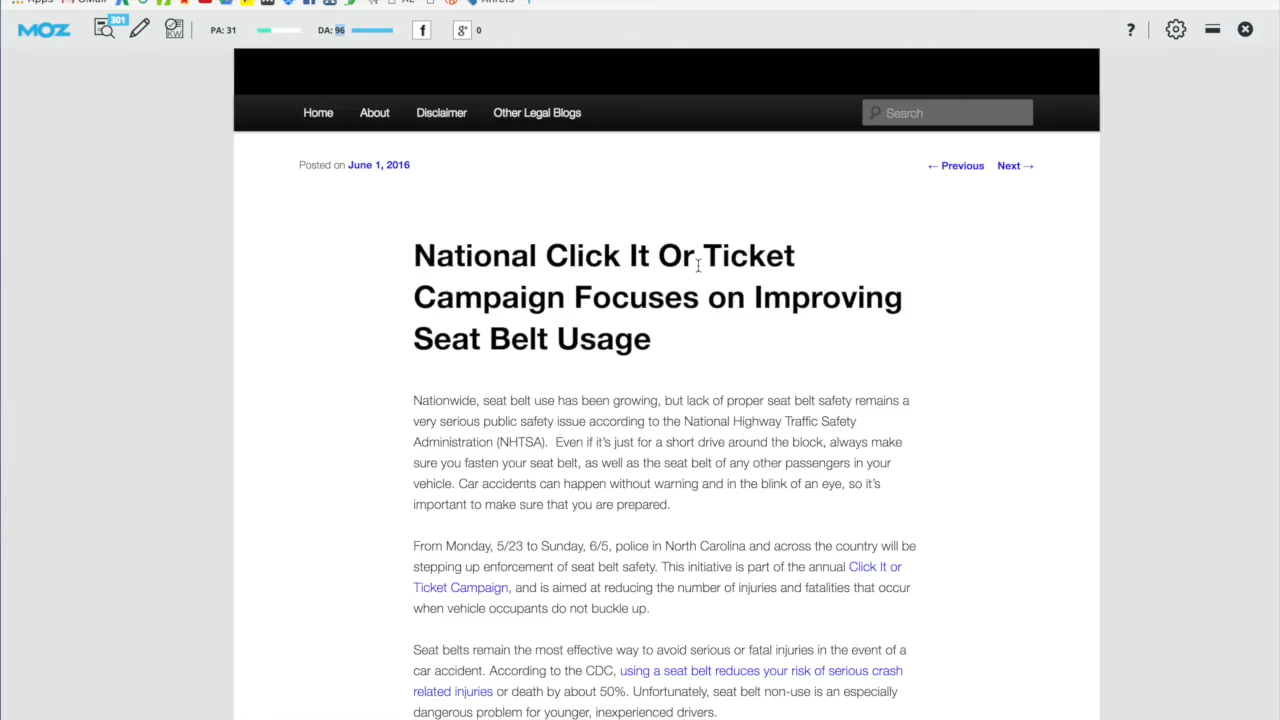 Apps Gmail Ahrefs
MOZ 301 KW PA: 31 DA: 96 f g+ 0 ?
Home About Disclaimer Other Legal Blogs Search
Posted on June 1, 2016 ← Previous Next →
National Click It Or Ticket
Campaign Focuses on Improving
Seat Belt Usage
Nationwide, seat belt use has been growing, but lack of proper seat belt safety remains a
very serious public safety issue according to the National Highway Traffic Safety
Administration (NHTSA).  Even if it’s just for a short drive around the block, always make
sure you fasten your seat belt, as well as the seat belt of any other passengers in your
vehicle. Car accidents can happen without warning and in the blink of an eye, so it’s
important to make sure that you are prepared.
From Monday, 5/23 to Sunday, 6/5, police in North Carolina and across the country will be
stepping up enforcement of seat belt safety. This initiative is part of the annual Click It or
Ticket Campaign, and is aimed at reducing the number of injuries and fatalities that occur
when vehicle occupants do not buckle up.
Seat belts remain the most effective way to avoid serious or fatal injuries in the event of a
car accident. According to the CDC, using a seat belt reduces your risk of serious crash
related injuries or death by about 50%. Unfortunately, seat belt non-use is an especially
dangerous problem for younger, inexperienced drivers.